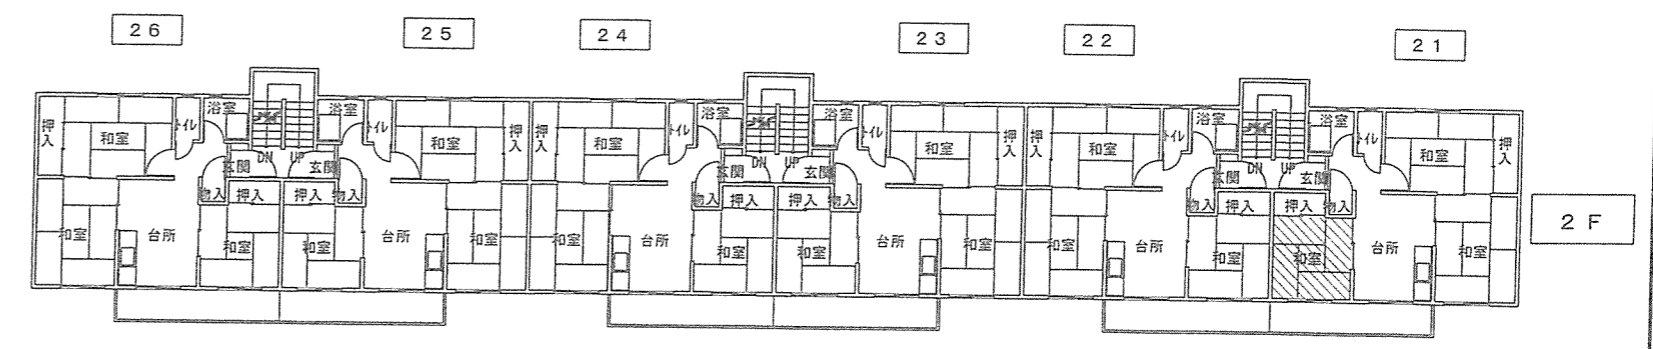 26
25
24
23
22
21
浴室
浴室
浴室
浴室
浴室
浴室
押入
和室
トイレ
トイレ
和室
押入
押入
和室
トイレ
トイレ
和室
押入
押入
和室
トイレ
トイレ
和室
押入
玄関
DN
UP
玄関
玄関
DN
UP
玄関
玄関
DN
UP
玄関
物入
押入
押入
物入
物入
押入
押入
物入
物入
押入
押入
物入
和室
台所
和室
和室
台所
和室
和室
台所
和室
和室
台所
和室
和室
台所
和室
和室
台所
和室
2F